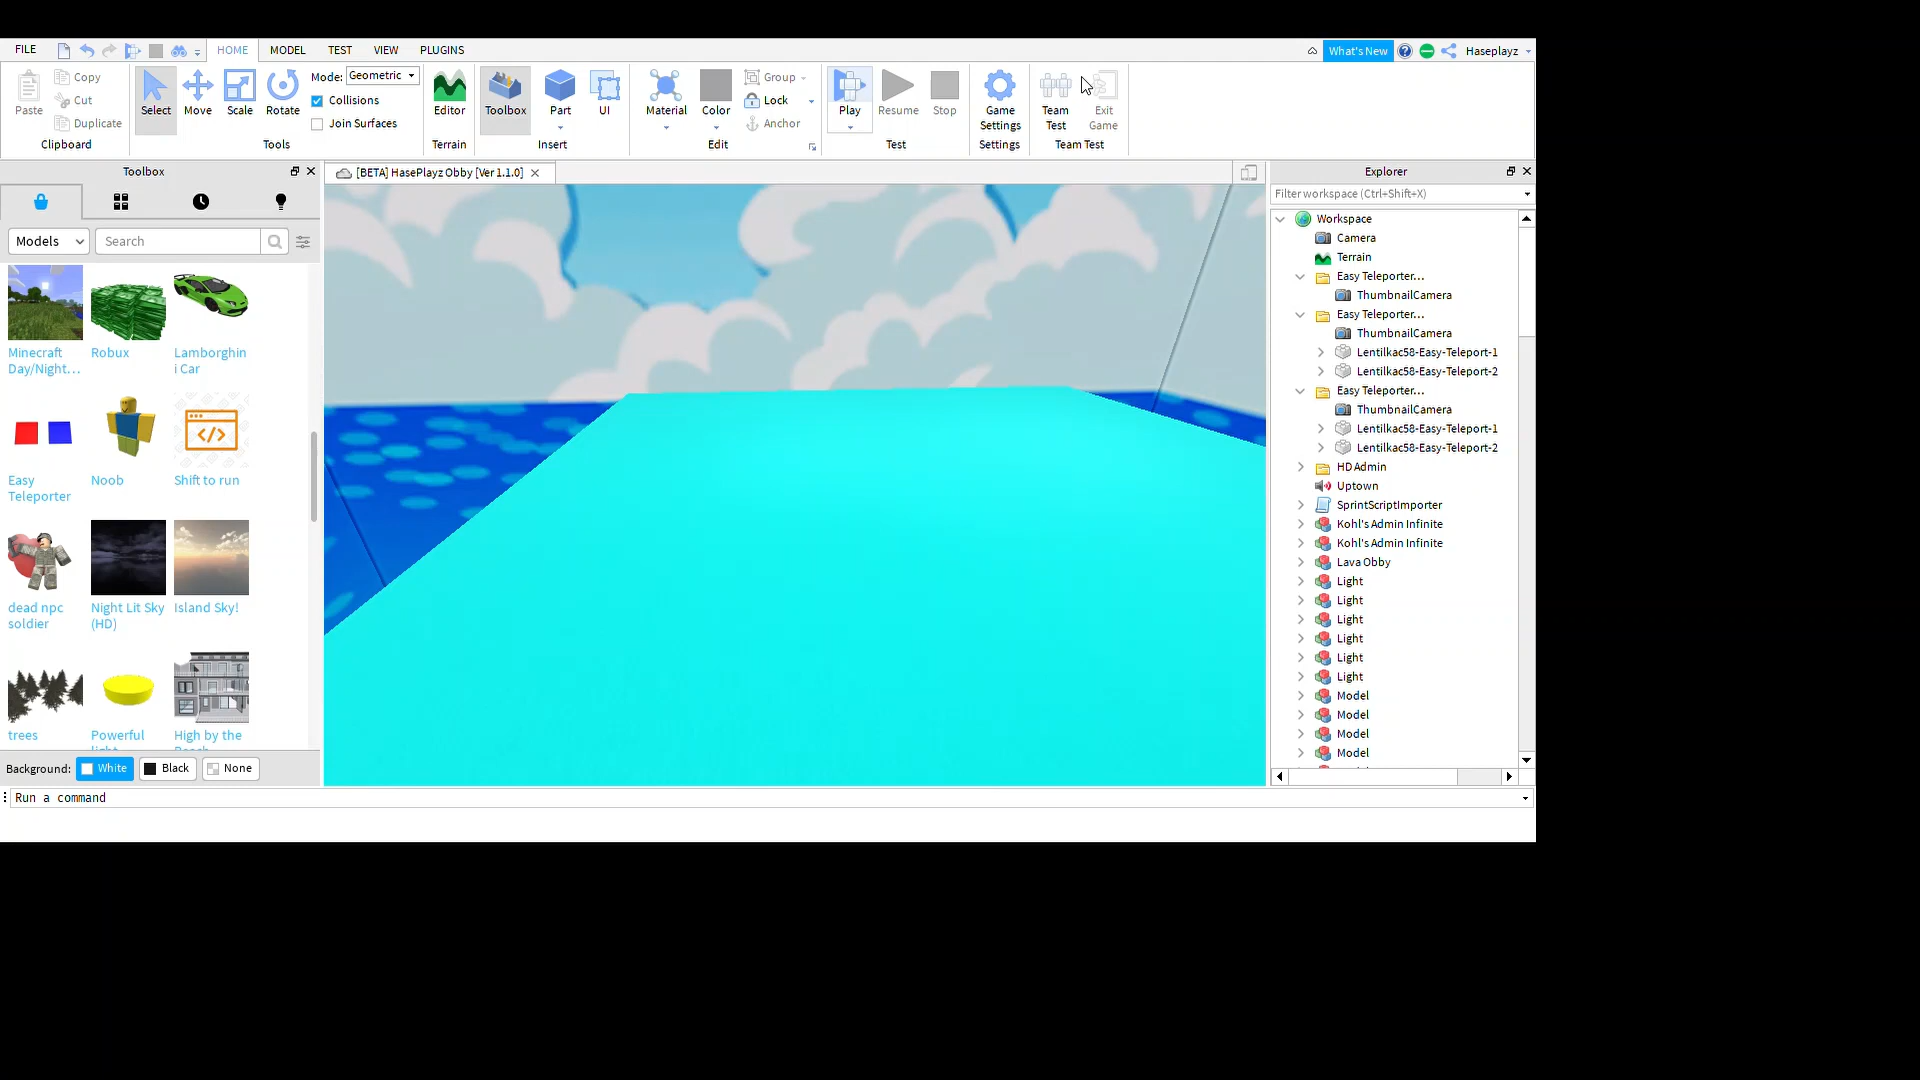 FILE HOME MODEL TEST VIEW PLUGINS What's New Haseplayz
Paste Copy Cut Duplicate Clipboard
Select Move Scale Rotate Mode: Geometric Collisions Join Surfaces Tools
Editor Terrain
Toolbox Part UI Insert
Material Color Group Lock Anchor Edit
Play Resume Stop Test
Game Settings Settings
Team Test Exit Game Team Test
Toolbox
Models Search
Minecraft Robux Lamborghin
Day/Night... i Car
Easy Noob Shift to run
Teleporter
dead npc Night Lit Sky Island Sky!
soldier (HD)
trees Powerful High by the
Background: White Black None
[BETA] HasePlayz Obby [Ver 1.1.0]
Explorer
Filter workspace (Ctrl+Shift+X)
Workspace
Camera
Terrain
Easy Teleporter...
ThumbnailCamera
Easy Teleporter...
ThumbnailCamera
Lentilkac58-Easy-Teleport-1
Lentilkac58-Easy-Teleport-2
Easy Teleporter...
ThumbnailCamera
Lentilkac58-Easy-Teleport-1
Lentilkac58-Easy-Teleport-2
HD Admin
Uptown
SprintScriptImporter
Kohl's Admin Infinite
Kohl's Admin Infinite
Lava Obby
Light
Light
Light
Light
Light
Light
Model
Model
Model
Model
Run a command